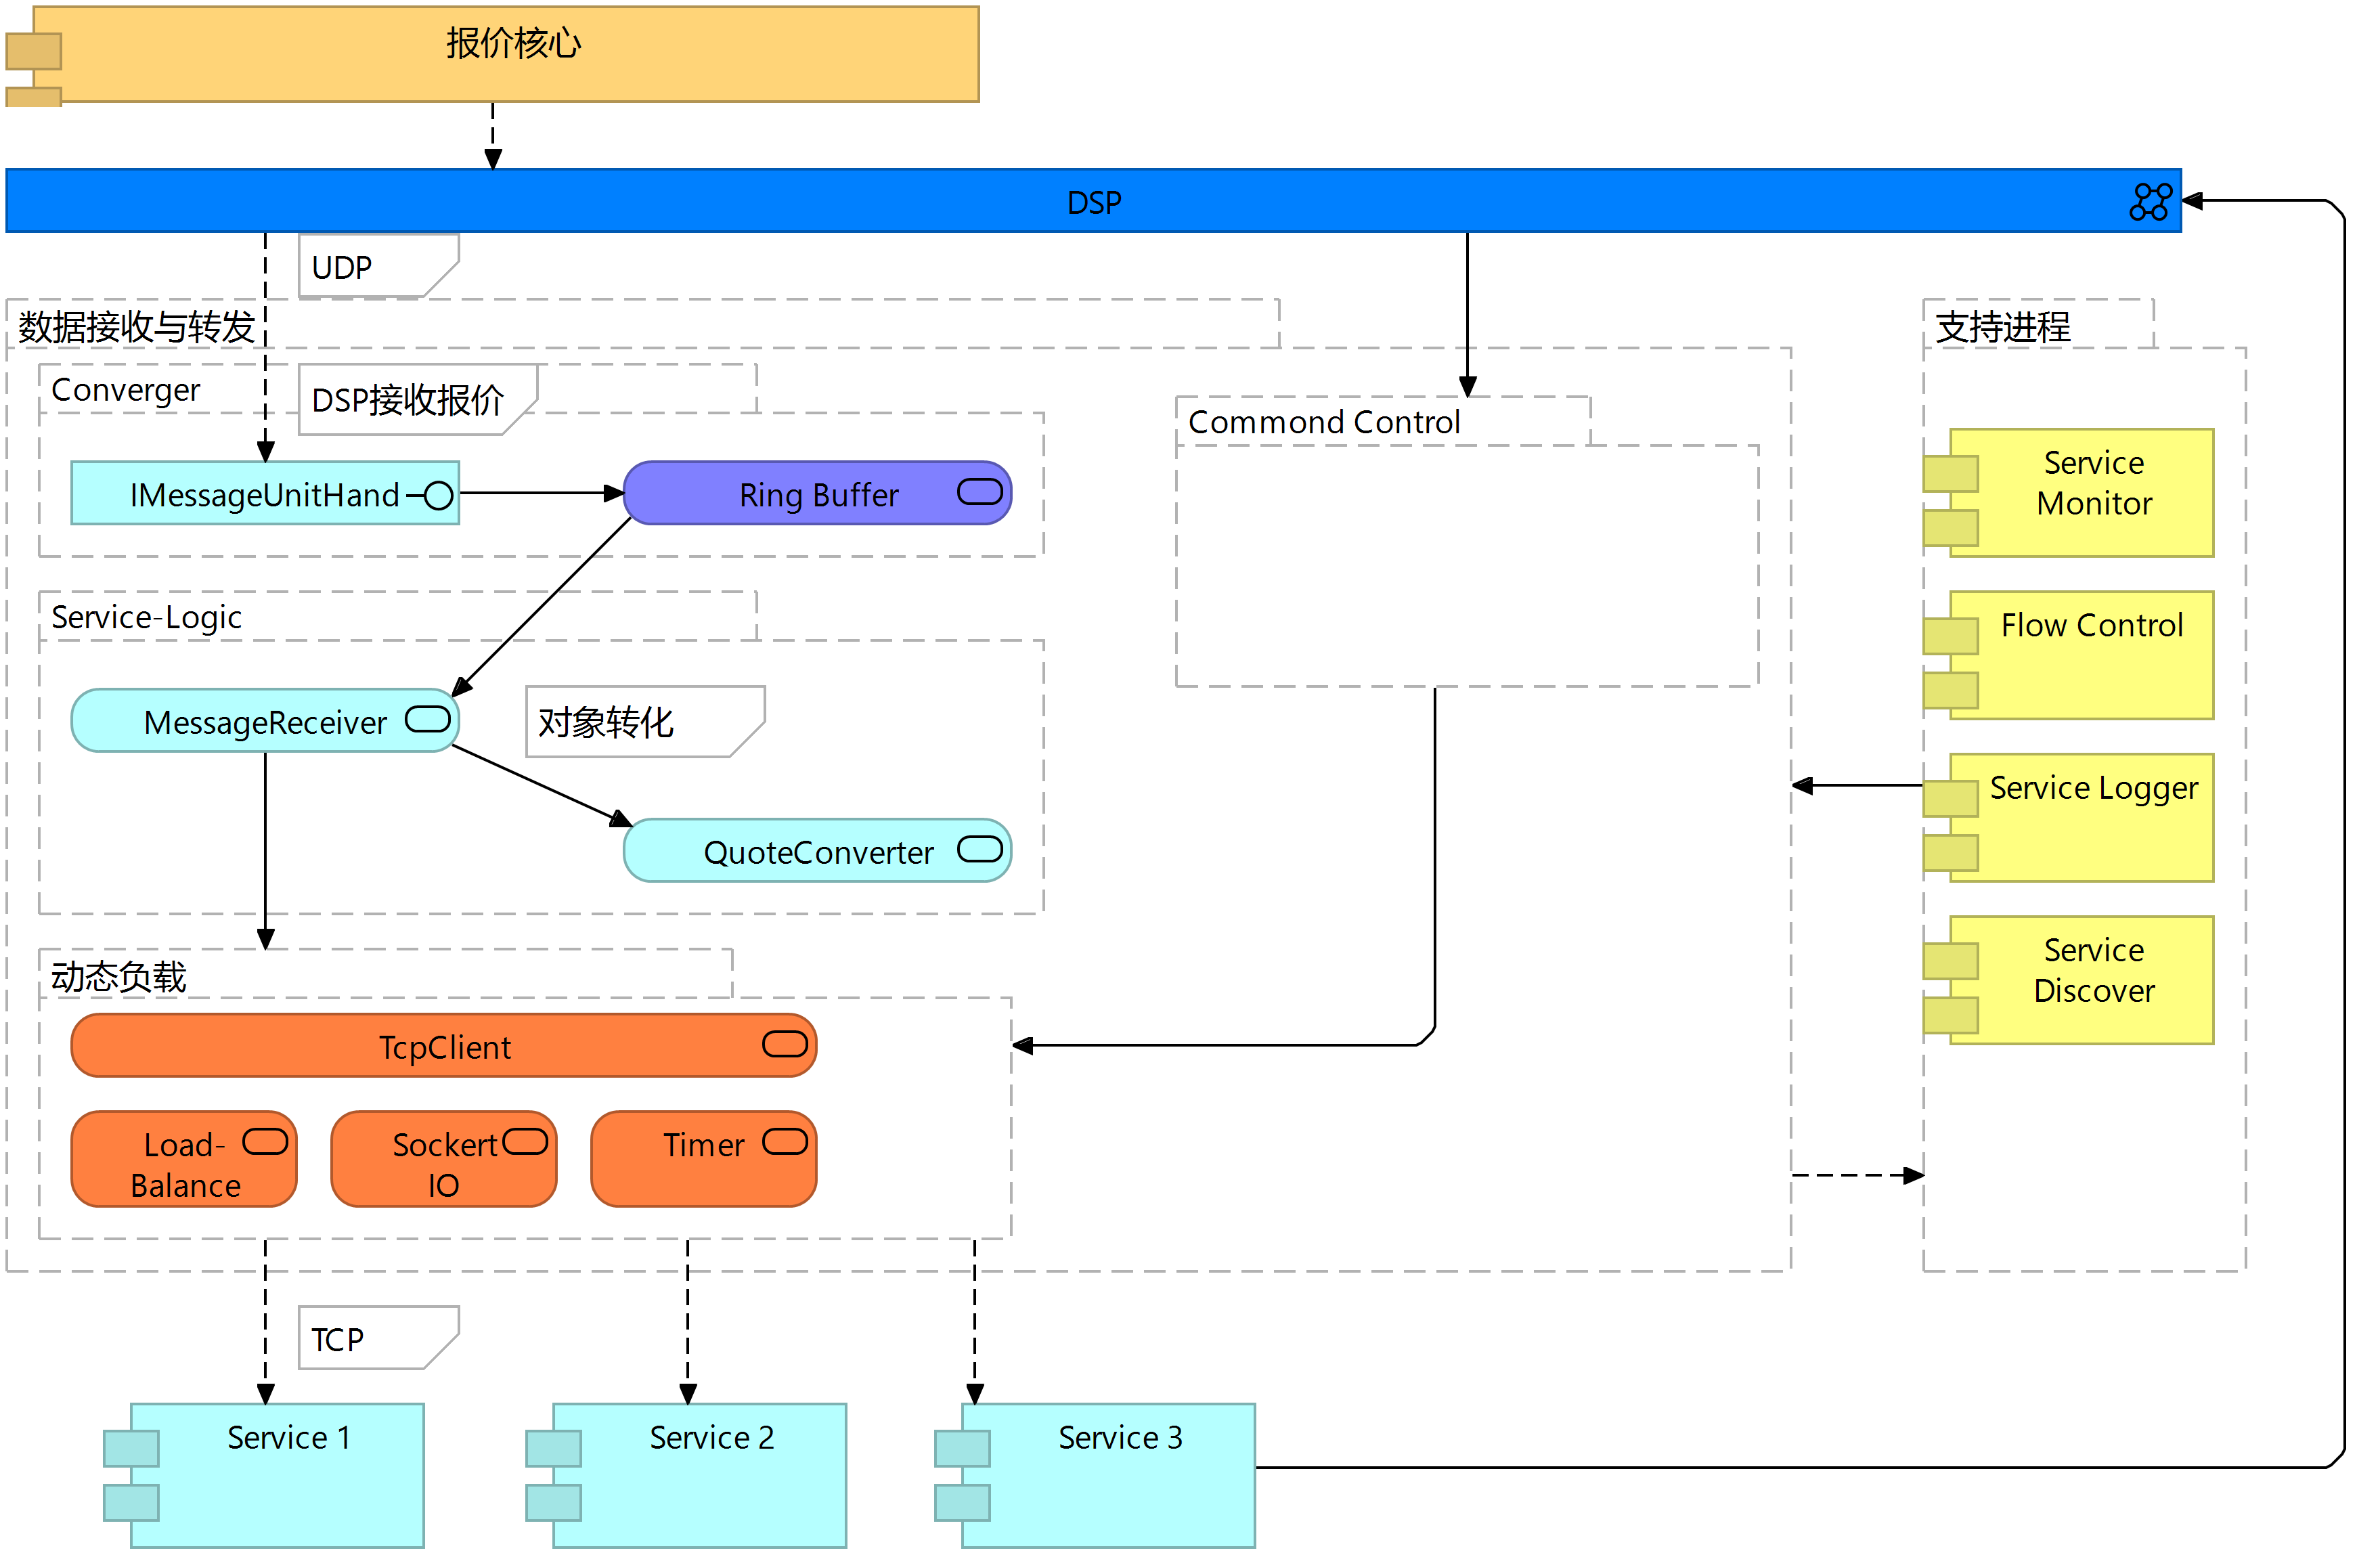 报价核心
DSP
UDP
数据接收与转发
支持进程
Converger
DSP接收报价
Commond Control
IMessageUnitHand
Ring Buffer
Service
Monitor
Service-Logic
Flow Control
MessageReceiver
对象转化
Service Logger
QuoteConverter
动态负载
Service
Discover
TcpClient
Load-
Balance
Sockert
IO
Timer
TCP
Service 1
Service 2
Service 3